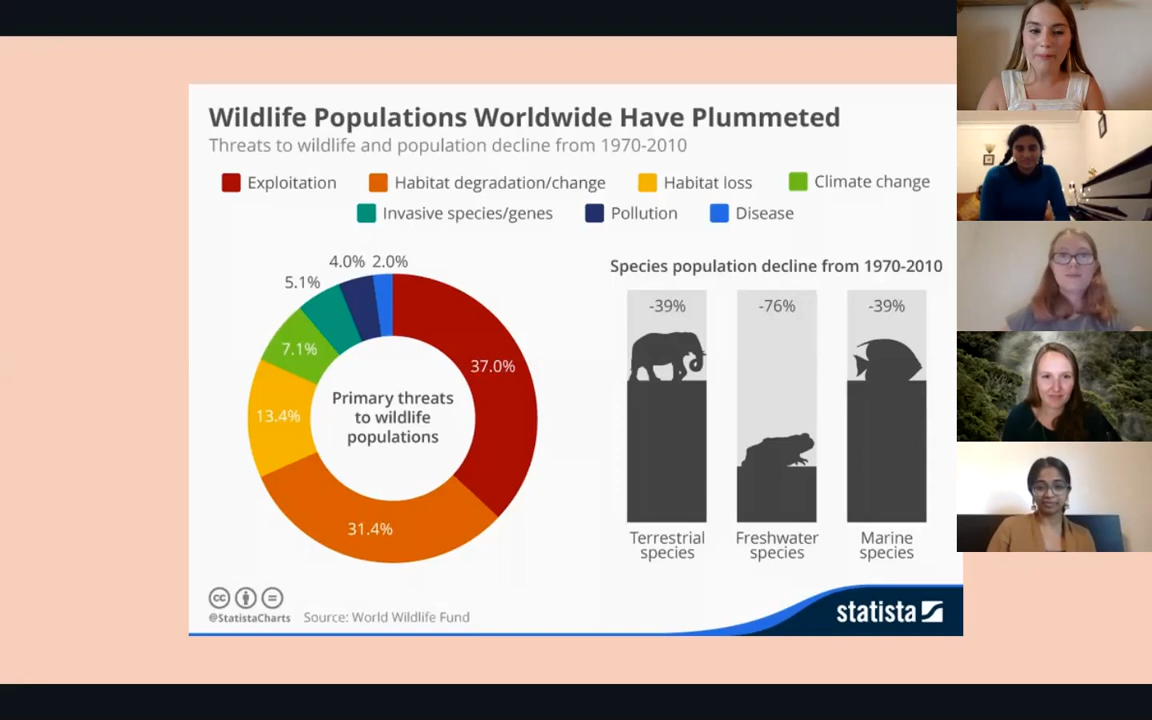 Wildlife Populations Worldwide Have Plummeted
Threats to wildlife and population decline from 1970-2010
Exploitation Habitat degradation/change Habitat loss Climate change
Invasive species/genes Pollution Disease
4.0% 2.0%
5.1%
7.1%
37.0%
13.4%
31.4%
Primary threats
to wildlife
populations
Species population decline from 1970-2010
-39% -76% -39%
Terrestrial
species
Freshwater
species
Marine
species
cc
@StatistaCharts Source: World Wildlife Fund
statista